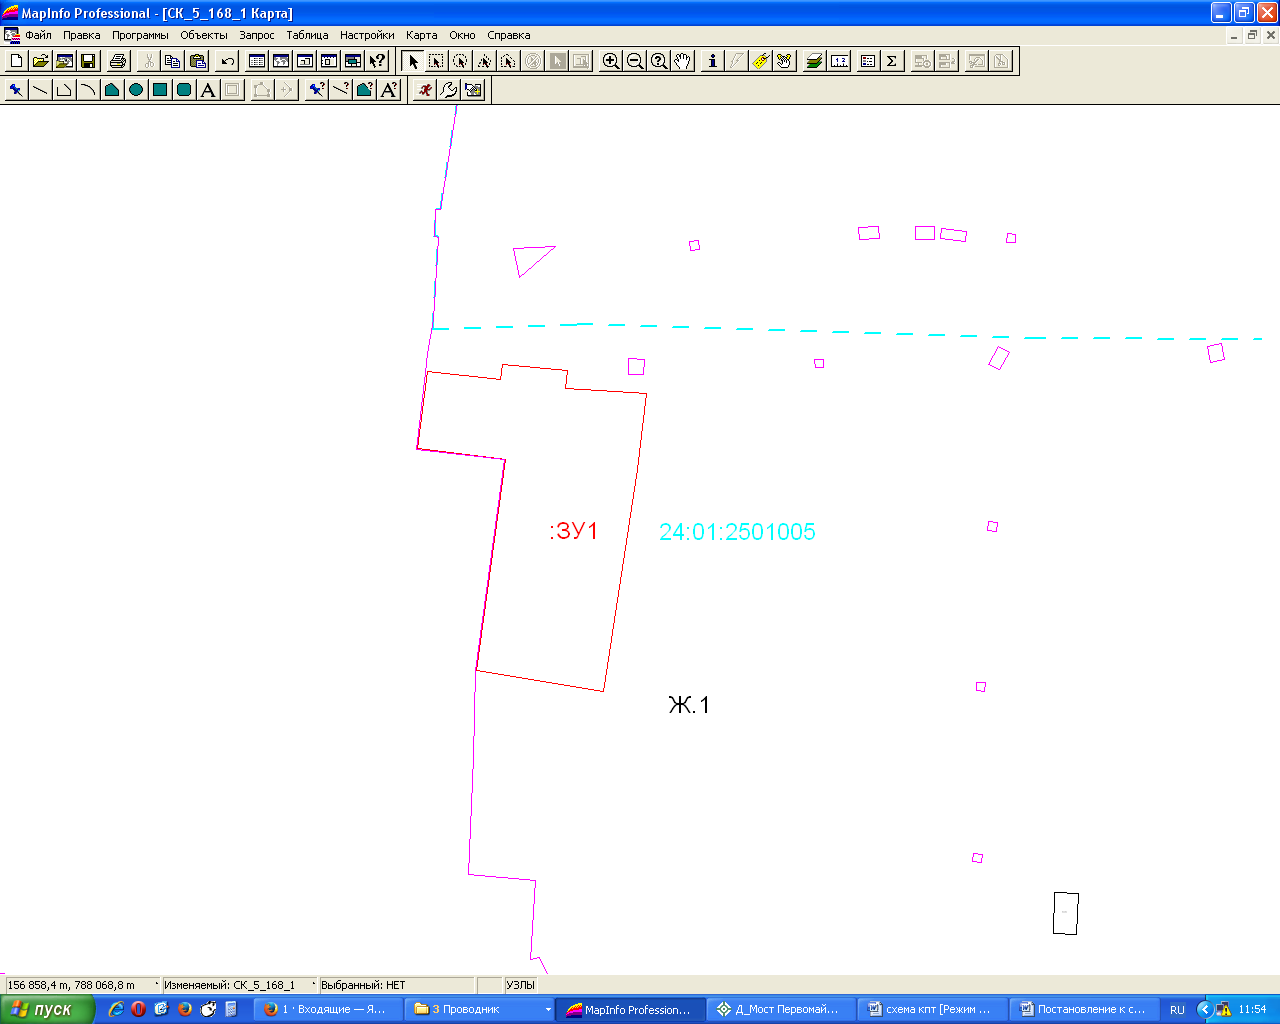 MapInfo Professional - [СК_5_168_1 Карта]
Файл Правка Программы Объекты Запрос Таблица Настройки Карта Окно Справка
:ЗУ1
24:01:2501005
Ж.1
156 858,4 m, 788 068,8 m Изменяемый: СК_5_168_1 Выбранный: НЕТ УЗЛЫ
пуск 1 · Входящие — Я... 3 Проводник MapInfo Profession... Д_Мост Первомай... схема кпт [Режим ... Постановление к с... RU 11:54